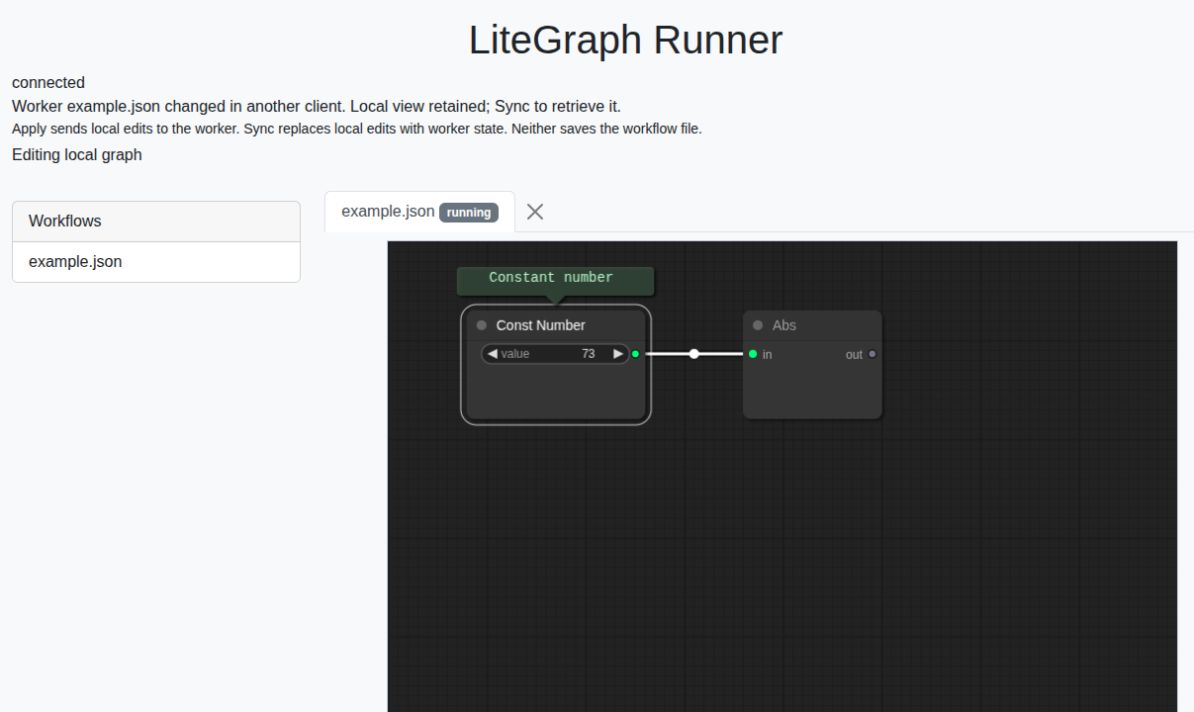 LiteGraph Runner
connected
Worker example.json changed in another client. Local view retained; Sync to retrieve it.
Apply sends local edits to the worker. Sync replaces local edits with worker state. Neither saves the workflow file.
Editing local graph
Workflows
example.json
example.json running
Constant number
Const Number
value 73
Abs
in out